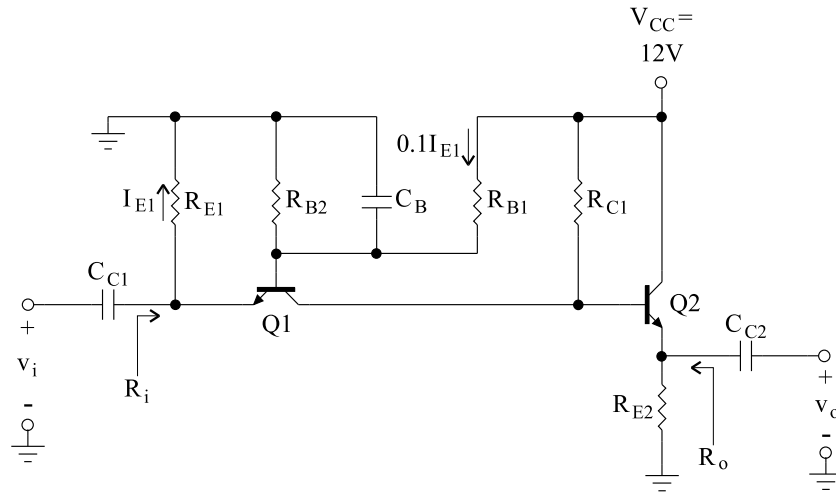 V_CC =
12V
0.1I_E1
I_E1
R_E1
R_B2
C_B
R_B1
R_C1
C_C1
Q1
Q2
C_C2
+
v_i
-
R_i
R_E2
R_o
+
v_o
-